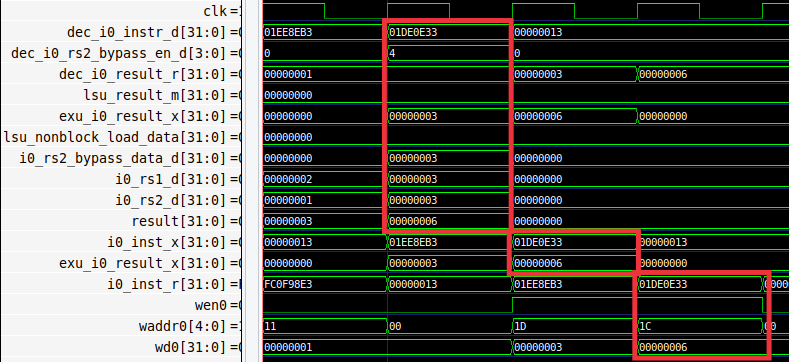 clk =
dec_i0_instr_d[31:0] = 01EE8EB3 01DE0E33 00000013
dec_i0_rs2_bypass_en_d[3:0] = 0 4 0
dec_i0_result_r[31:0] = 00000001 00000003 00000006
lsu_result_m[31:0] = 00000000
exu_i0_result_x[31:0] = 00000000 00000003 00000006 00000000
lsu_nonblock_load_data[31:0] = 00000000
i0_rs2_bypass_data_d[31:0] = 00000000 00000003 00000000
i0_rs1_d[31:0] = 00000002 00000003 00000000
i0_rs2_d[31:0] = 00000001 00000003 00000000
result[31:0] = 00000003 00000006 00000000
i0_inst_x[31:0] = 00000013 01EE8EB3 01DE0E33 00000013
exu_i0_result_x[31:0] = 00000000 00000003 00000006 00000000
i0_inst_r[31:0] = FC0F98E3 00000013 01EE8EB3 01DE0E33
wen0 =
waddr0[4:0] = 11 00 1D 1C 00
wd0[31:0] = 00000001 00000003 00000006